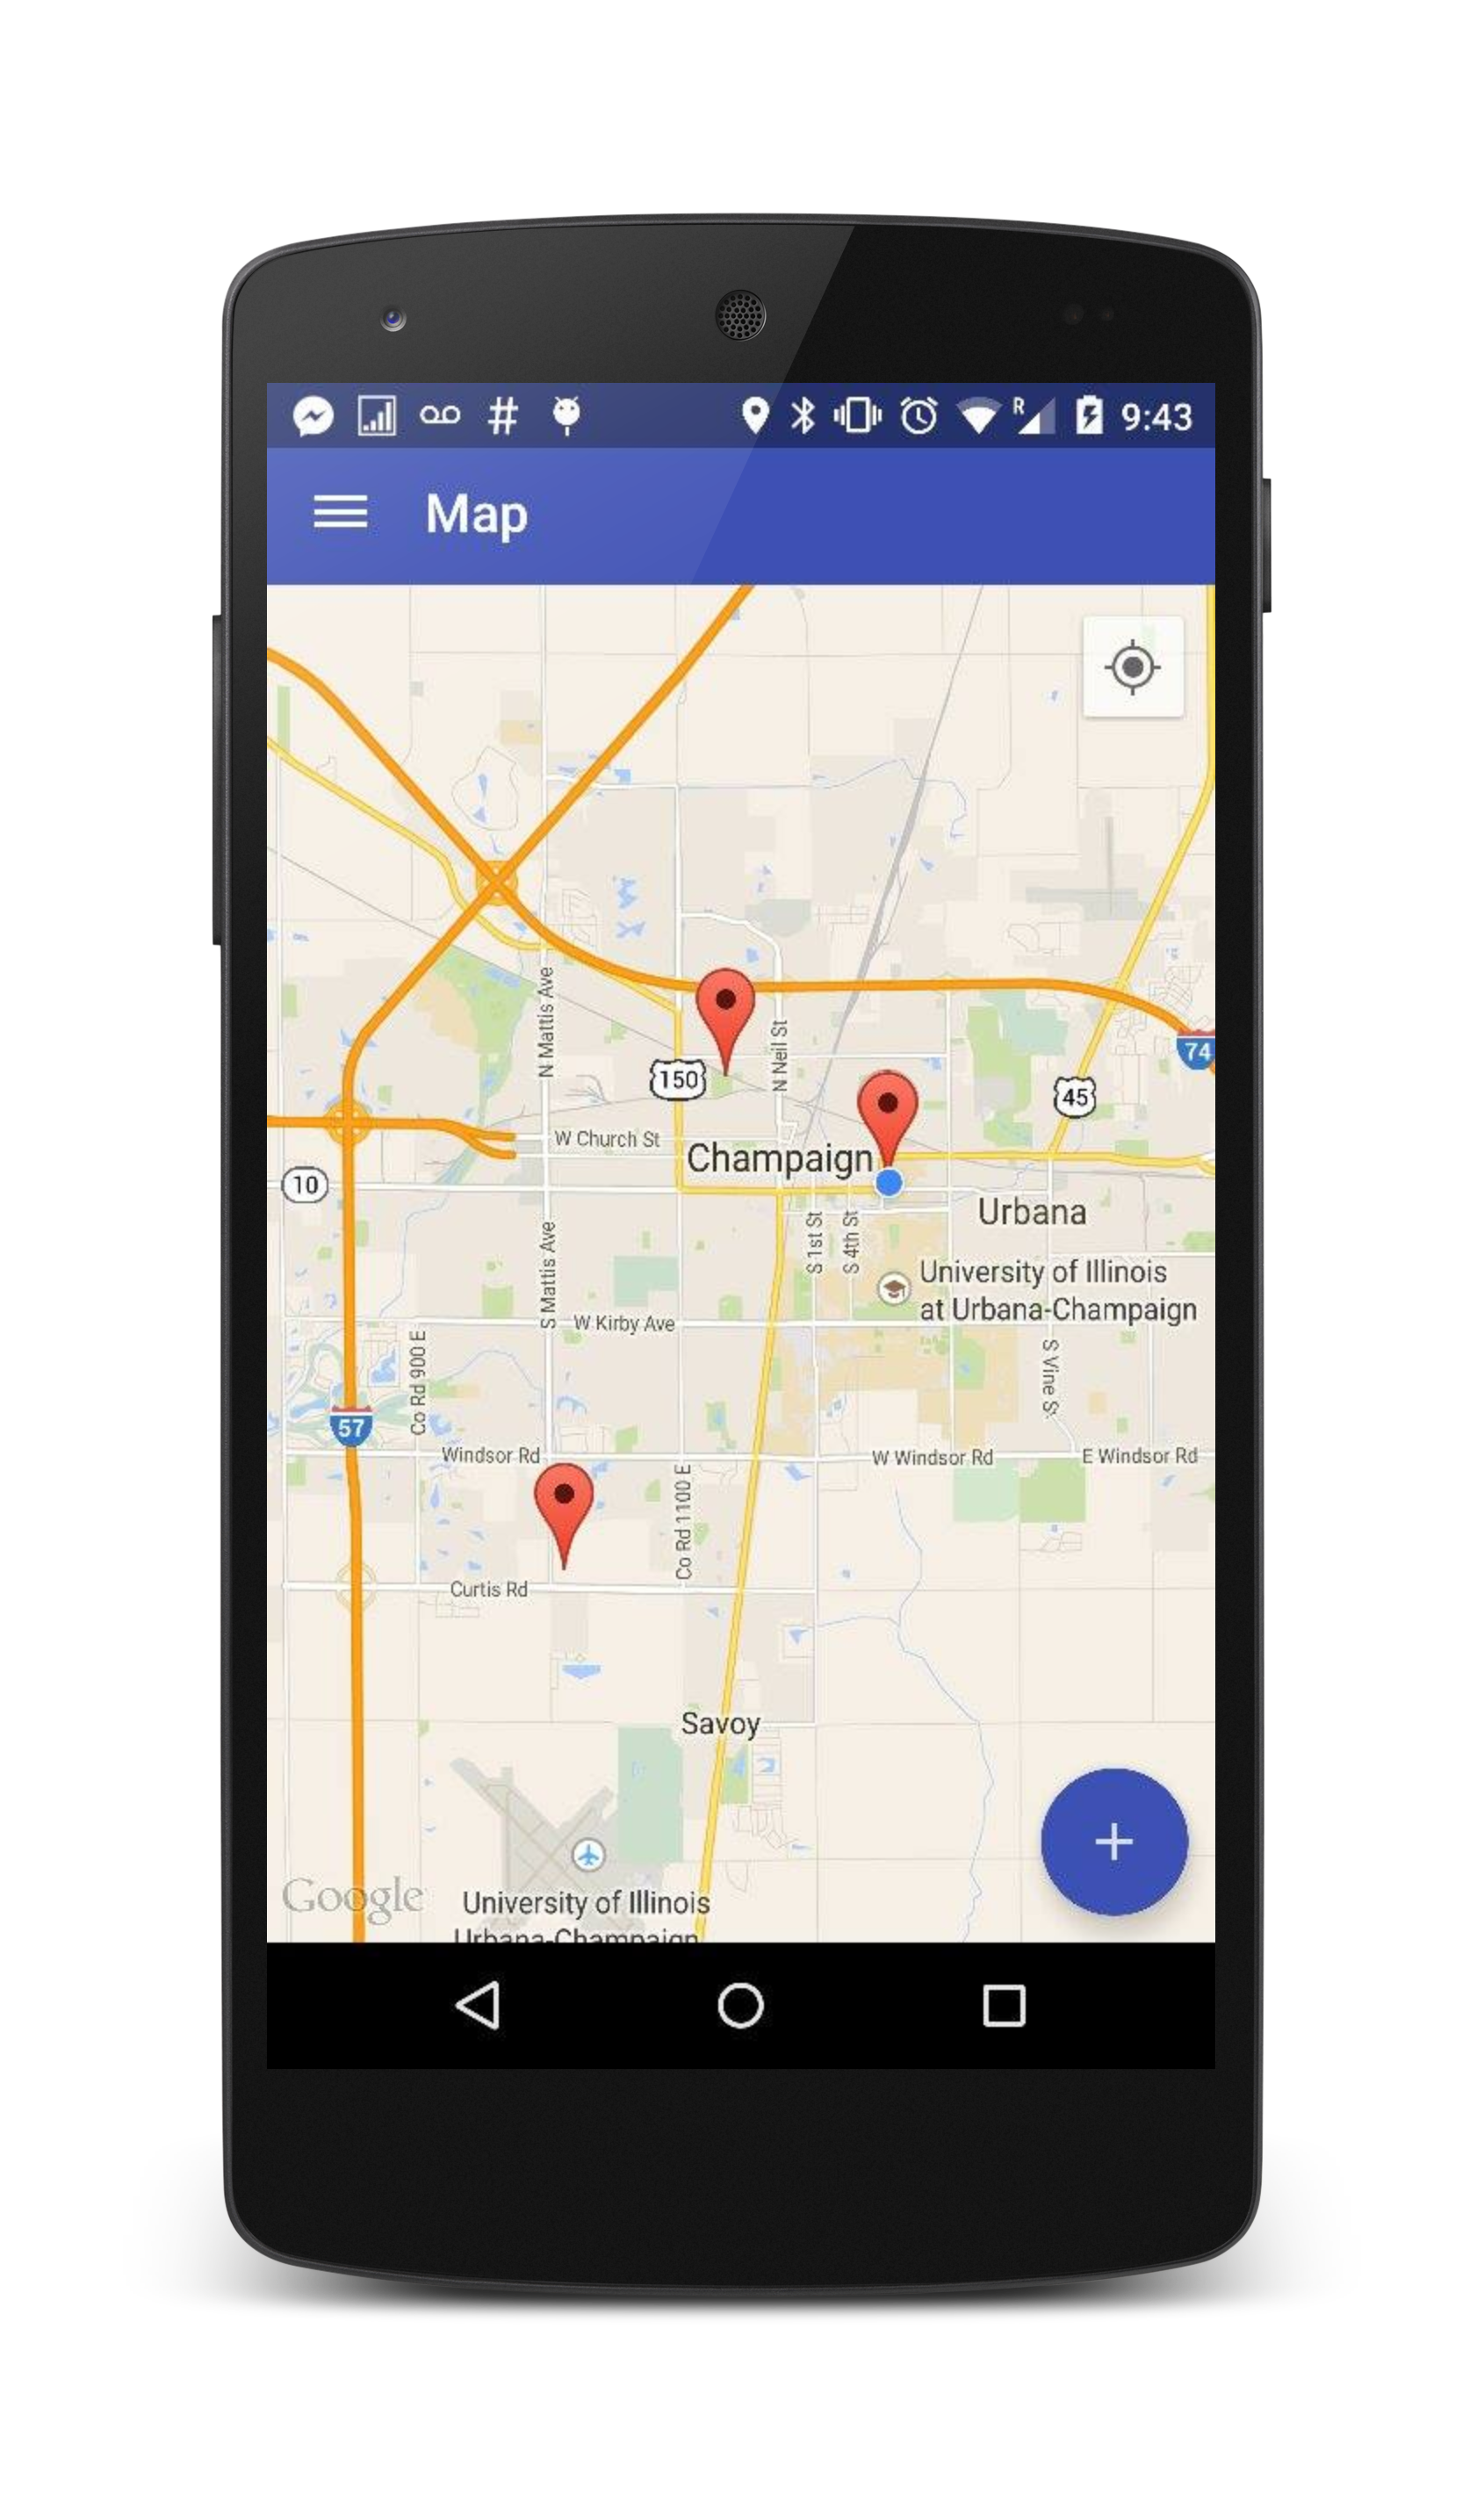 # R 9:43
Map
N Mattis Ave
N Neil St
74
150
45
W Church St
Champaign
10
Urbana
S 1st St
S 4th St
S Mattis Ave
University of Illinois
at Urbana-Champaign
W Kirby Ave
Co Rd 900 E
S Vine St
57
Windsor Rd
W Windsor Rd
E Windsor Rd
Co Rd 1100 E
Curtis Rd
Savoy
Google
University of Illinois
Urbana-Champaign